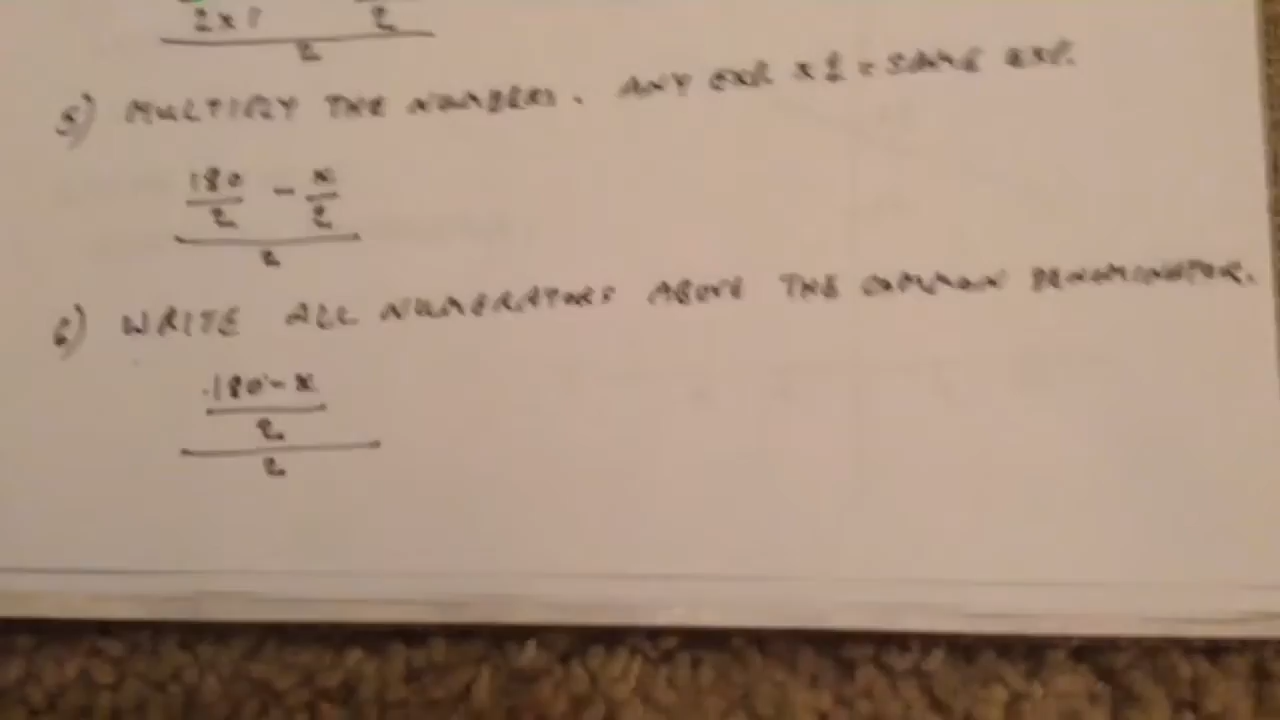 2 x 1 2
2
5) MULTIPLY THE NUMBERS. ANY EXP. x 1 = SAME EXP.
180 - x
2 2
2
6) WRITE ALL NUMERATORS ABOVE THE COMMON DENOMINATOR.
180 - x
2
2